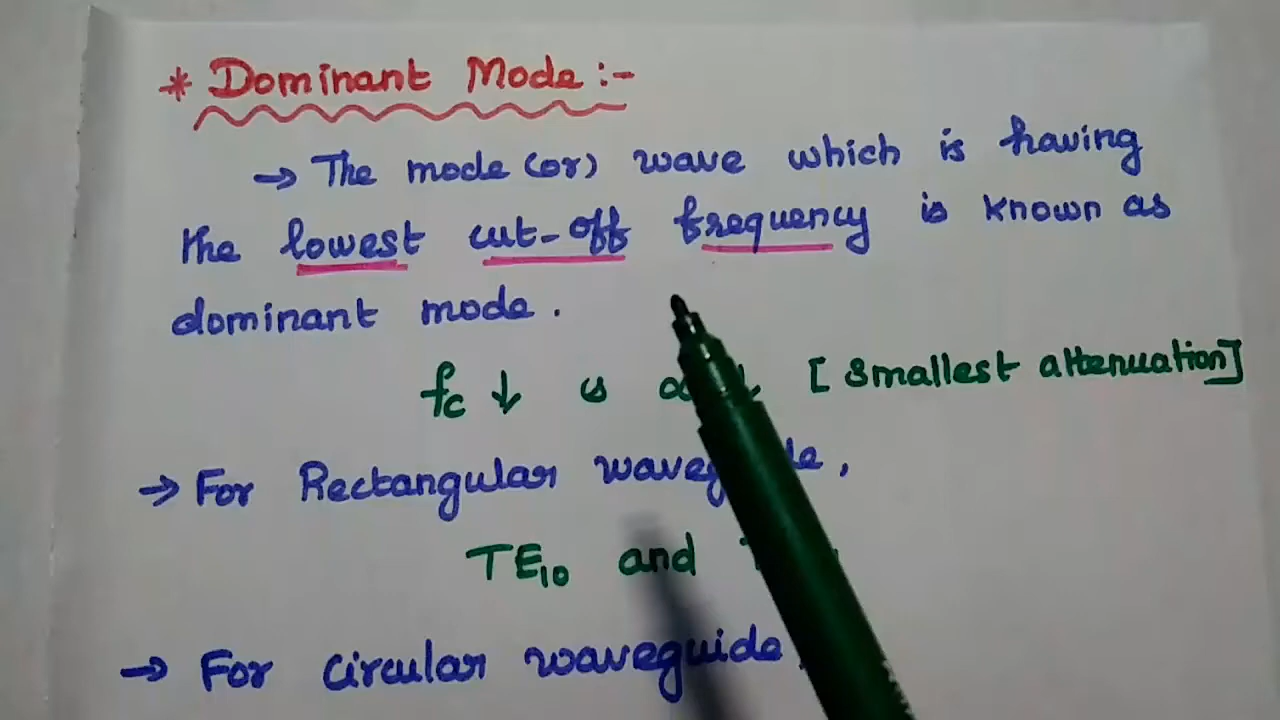 * Dominant Mode :-
→ The mode (or) wave which is having
the lowest cut-off frequency is known as
dominant mode .
fc ↓ is ↓ [ Smallest attenuation]
→ For Rectangular waveguide ,
TE10 and
→ For Circular waveguide,